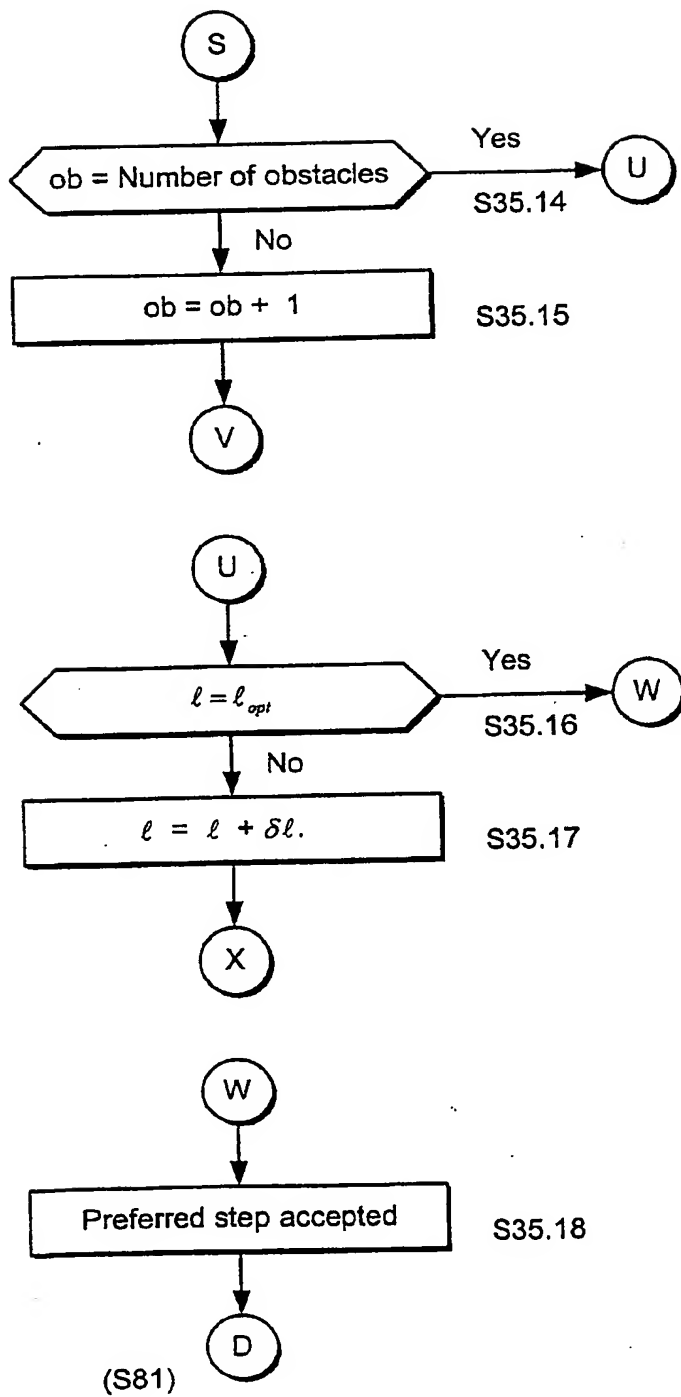 S
Yes
ob = Number of obstacles
U
S35.14
No
ob = ob + 1
S35.15
V
U
Yes
ℓ = ℓopt
W
S35.16
No
ℓ = ℓ + δℓ.
S35.17
X
W
Preferred step accepted
S35.18
D
(S81)